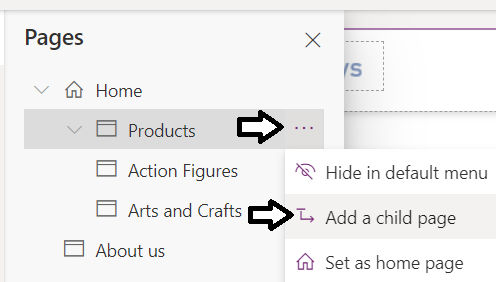 Pages
Home
Products
Action Figures
Arts and Crafts
About us
Hide in default menu
Add a child page
Set as home page